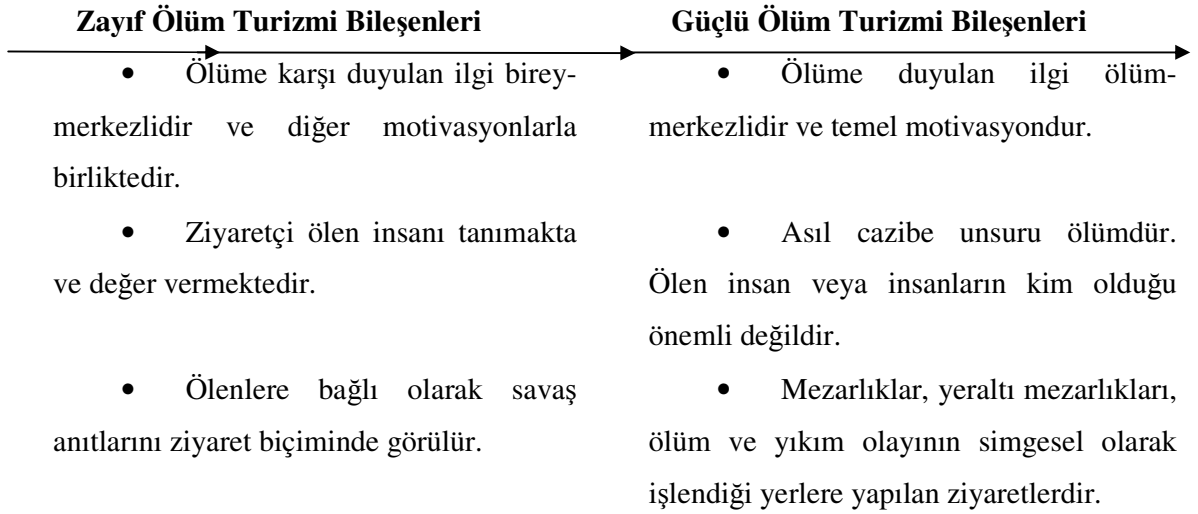 Zayıf Ölüm Turizmi Bileşenleri
Güçlü Ölüm Turizmi Bileşenleri
• Ölüme karşı duyulan ilgi birey-
merkezlidir ve diğer motivasyonlarla
birliktedir.
• Ölüme duyulan ilgi ölüm-
merkezlidir ve temel motivasyondur.
• Ziyaretçi ölen insanı tanımakta
ve değer vermektedir.
• Asıl cazibe unsuru ölümdür.
Ölen insan veya insanların kim olduğu
önemli değildir.
• Ölenlere bağlı olarak savaş
anıtlarını ziyaret biçiminde görülür.
• Mezarlıklar, yeraltı mezarlıkları,
ölüm ve yıkım olayının simgesel olarak
işlendiği yerlere yapılan ziyaretlerdir.